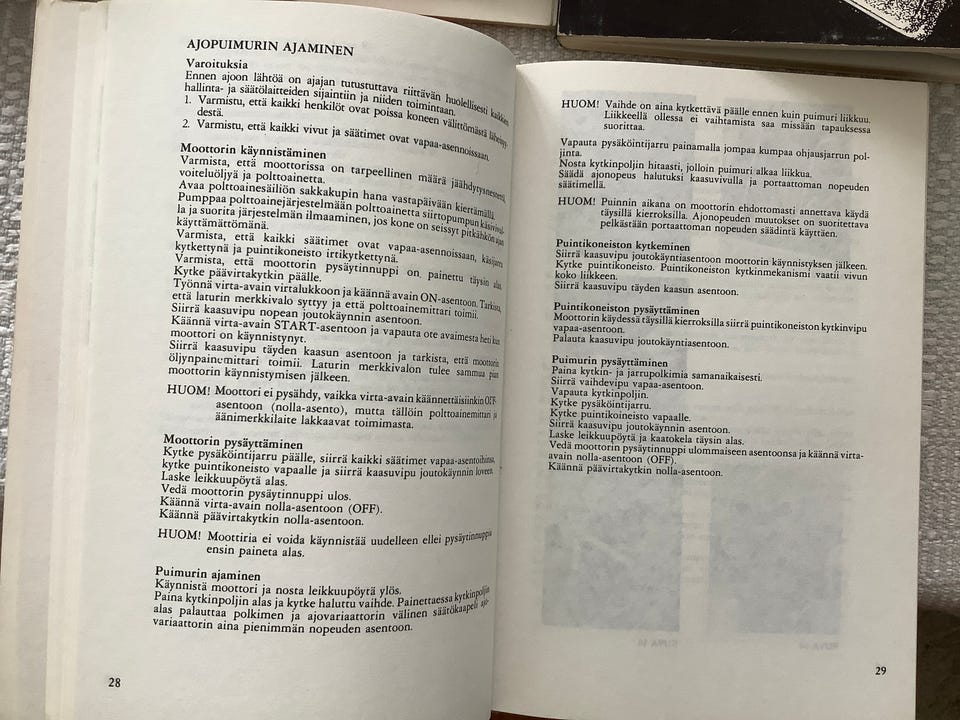 AJOPUIMURIN AJAMINEN
Varoituksia
Ennen ajoon lähtöä on ajajan tutustuttava riittävän huolellisesti kaikkien
hallinta- ja säätölaitteiden sijaintiin ja niiden toimintaan.
1. Varmistu, että kaikki henkilöt ovat poissa koneen välittömästä läheisyy-
destä.
2. Varmistu, että kaikki vivut ja säätimet ovat vapaa-asennoissaan.
Moottorin käynnistäminen
Varmista, että moottorissa on tarpeellinen määrä jäähdytysnestettä,
voiteluöljyä ja polttoainetta.
Avaa polttoainesäiliön sakkakupin hana vastapäivään kiertämällä.
Pumppaa polttoainejärjestelmään polttoainetta siirtopumpun käsivivul-
la ja suorita järjestelmän ilmaaminen, jos kone on seissyt pitkähkön ajan
käyttämättömänä.
Varmista, että kaikki säätimet ovat vapaa-asennoissaan, käsijarru
kytkettynä ja puintikoneisto irtikytkettynä.
Varmista, että moottorin pysäytinnuppi on painettu täysin alas.
Kytke päävirtakytkin päälle.
Työnnä virta-avain virtalukkoon ja käännä avain ON-asentoon. Tarkista,
että laturin merkkivalo syttyy ja että polttoainemittari toimii.
Siirrä kaasuvipu nopean joutokäynnin asentoon.
Käännä virta-avain START-asentoon ja vapauta ote avaimesta heti kun
moottori on käynnistynyt.
Siirrä kaasuvipu täyden kaasun asentoon ja tarkista, että moottorin
öljynpainemittari toimii. Laturin merkkivalon tulee sammua pian
moottorin käynnistymisen jälkeen.
HUOM! Moottori ei pysähdy, vaikka virta-avain käännettäisiinkin OFF-
asentoon (nolla-asento), mutta tällöin polttoainemittari ja
äänimerkkilaite lakkaavat toimimasta.
Moottorin pysäyttäminen
Kytke pysäköintijarru päälle, siirrä kaikki säätimet vapaa-asentoihinsa,
kytke puintikoneisto vapaalle ja siirrä kaasuvipu joutokäynnin loveen.
Laske leikkuupöytä alas.
Vedä moottorin pysäytinnuppi ulos.
Käännä virta-avain nolla-asentoon (OFF).
Käännä päävirtakytkin nolla-asentoon.
HUOM! Moottiria ei voida käynnistää uudelleen ellei pysäytinnuppia
ensin paineta alas.
Puimurin ajaminen
Käynnistä moottori ja nosta leikkuupöytä ylös.
Paina kytkinpoljin alas ja kytke haluttu vaihde. Painettaessa kytkinpoljin
alas palauttaa polkimen ja ajovariaattorin välinen säätökaapeli ajo-
variaattorin aina pienimmän nopeuden asentoon.
28
HUOM! Vaihde on aina kytkettävä päälle ennen kuin puimuri liikkuu.
Liikkeellä ollessa ei vaihtamista saa missään tapauksessa
suorittaa.
Vapauta pysäköintijarru painamalla jompaa kumpaa ohjausjarrun pol-
jinta.
Nosta kytkinpoljin hitaasti, jolloin puimuri alkaa liikkua.
Säädä ajonopeus halutuksi kaasuvivulla ja portaattoman nopeuden
säätimellä.
HUOM! Puinnin aikana on moottorin ehdottomasti annettava käydä
täysillä kierroksilla. Ajonopeuden muutokset on suoritettava
pelkästään portaattoman nopeuden säädintä käyttäen.
Puintikoneiston kytkeminen
Siirrä kaasuvipu joutokäyntiasentoon moottorin käynnistyksen jälkeen.
Kytke puintikoneisto. Puintikoneiston kytkinmekanismi vaatii vivun
koko liikkeen.
Siirrä kaasuvipu täyden kaasun asentoon.
Puintikoneiston pysäyttäminen
Moottorin käydessä täysillä kierroksilla siirrä puintikoneiston kytkinvipu
vapaa-asentoon.
Palauta kaasuvipu joutokäyntiasentoon.
Puimurin pysäyttäminen
Paina kytkin- ja jarrupolkimia samanaikaisesti.
Siirrä vaihdevipu vapaa-asentoon.
Vapauta kytkinpoljin.
Kytke pysäköintijarru.
Kytke puintikoineisto vapaalle.
Siirrä kaasuvipu joutokäynnin asentoon.
Laske leikkuupöytä ja kaatokela täysin alas.
Vedä moottorin pysäytinnuppi ulommaiseen asentoonsa ja käännä virta-
avain nolla-asentoon (OFF).
Käännä päävirtakytkin nolla-asentoon.
29